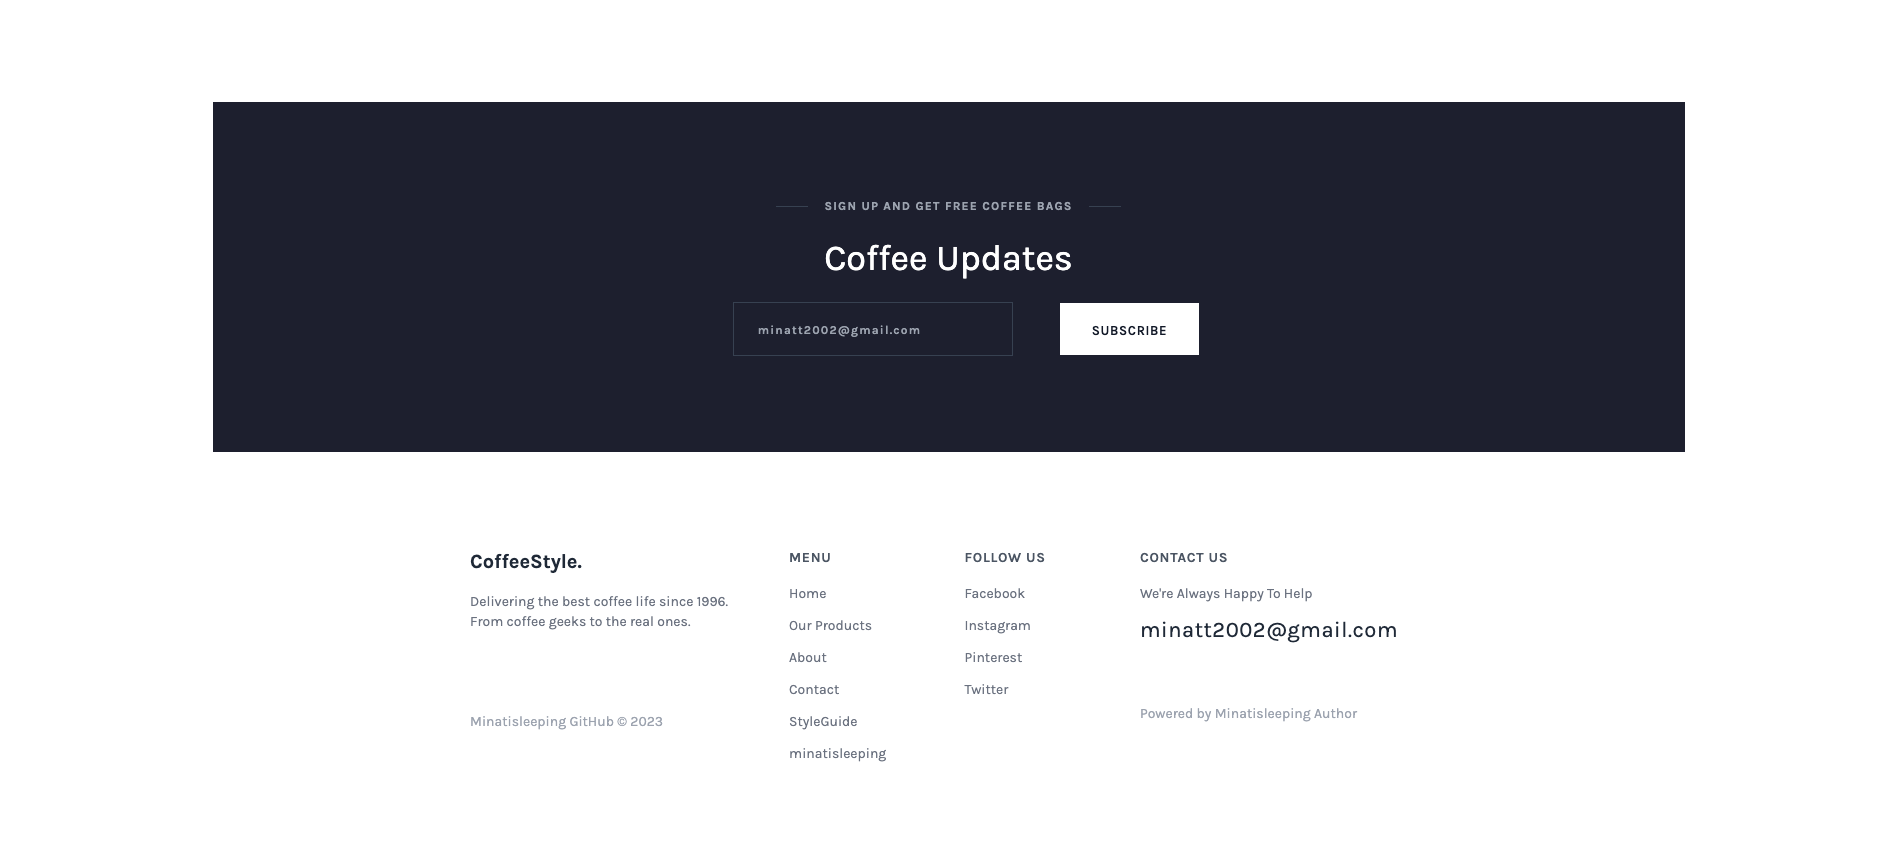 SIGN UP AND GET FREE COFFEE BAGS
Coffee Updates
minatt2002@gmail.com
SUBSCRIBE
CoffeeStyle.
Delivering the best coffee life since 1996.
From coffee geeks to the real ones.
Minatisleeping GitHub © 2023
MENU
Home
Our Products
About
Contact
StyleGuide
minatisleeping
FOLLOW US
Facebook
Instagram
Pinterest
Twitter
CONTACT US
We're Always Happy To Help
minatt2002@gmail.com
Powered by Minatisleeping Author